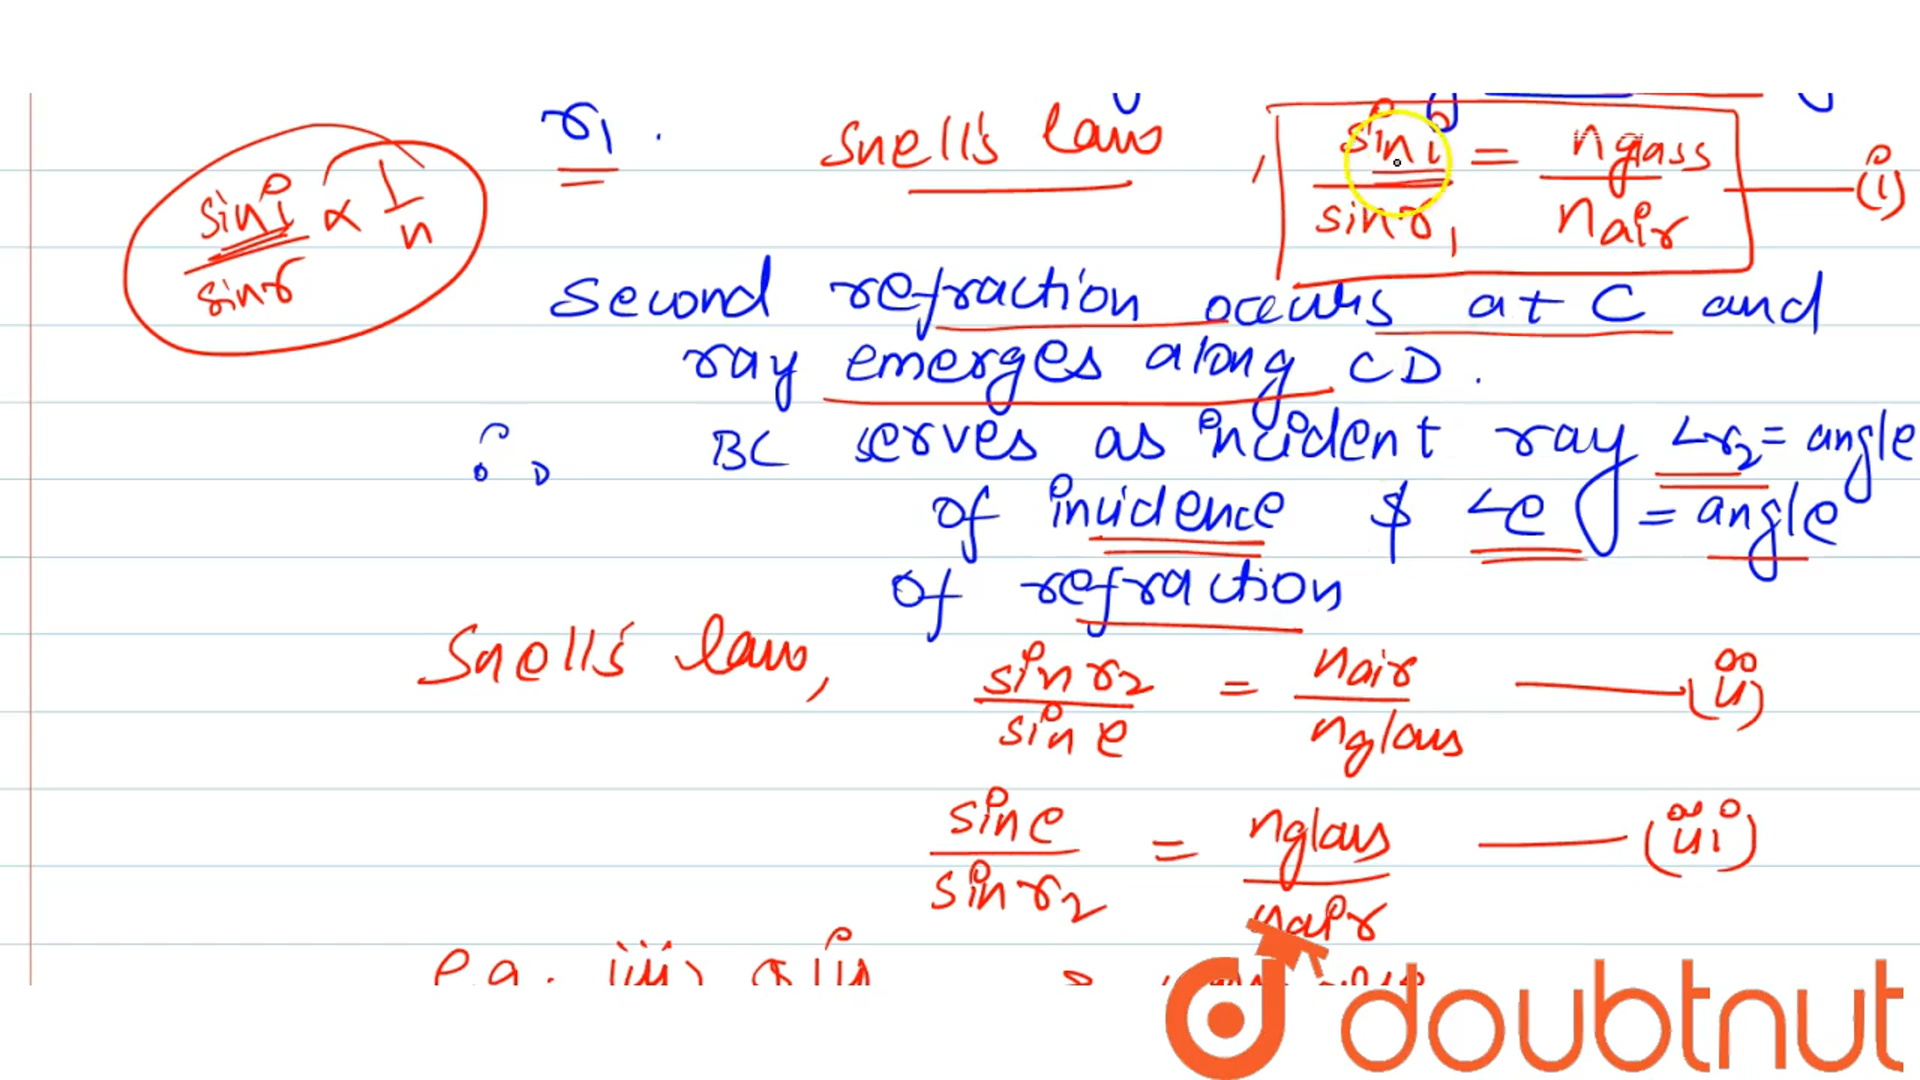 r₁ . Snell's law , sin i / sin r₁ = nglass / nair (i)
sin i / sin r ∝ 1/n
Second refraction occurs at C and
ray emerges along CD .
BC serves as incident ray ∠r₂ = angle
of incidence $ ∠e = angle
of refraction
Snell's law, sin r₂ / sin e = nair / nglass (ii)
sin e / sin r₂ = nglass / nair (iii)
doubtnut